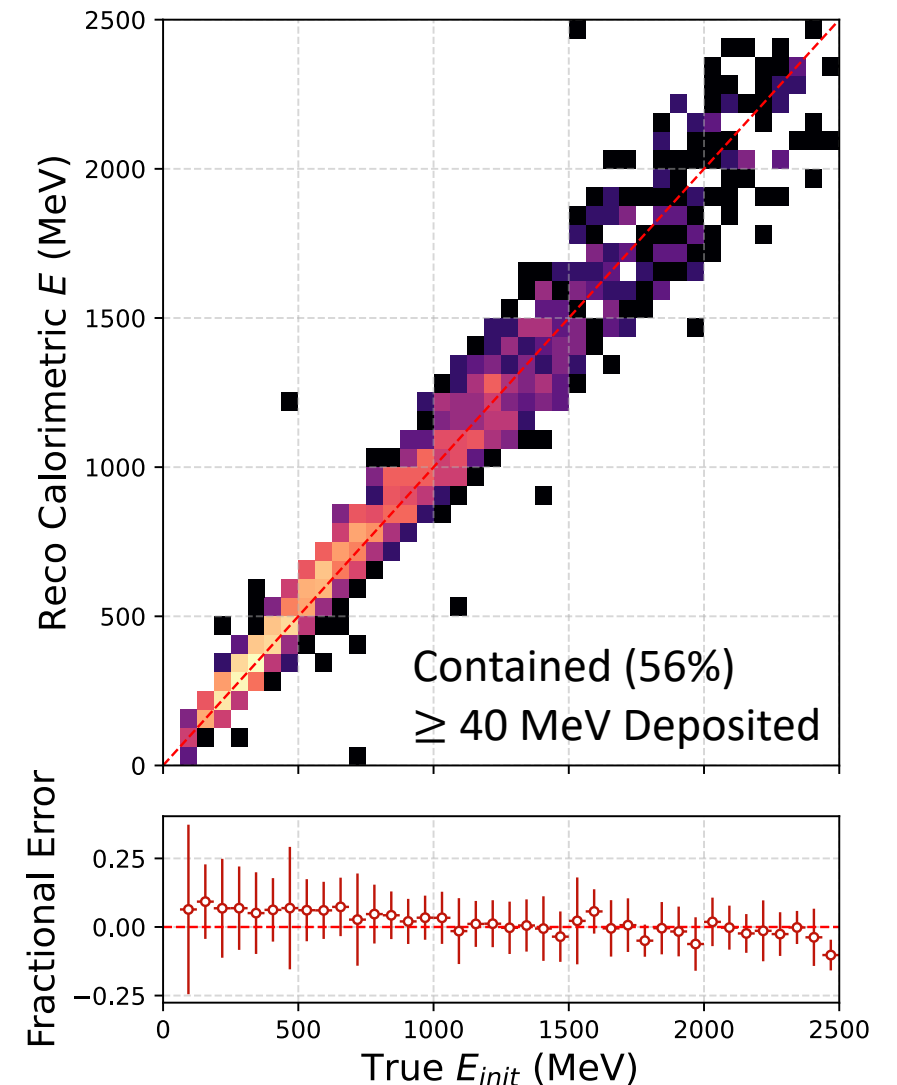 2500
2000
1500
1000
500
0
Reco Calorimetric E (MeV)
Contained (56%)
≥ 40 MeV Deposited
0.25
0.00
−0.25
Fractional Error
0 500 1000 1500 2000 2500
True E_init (MeV)